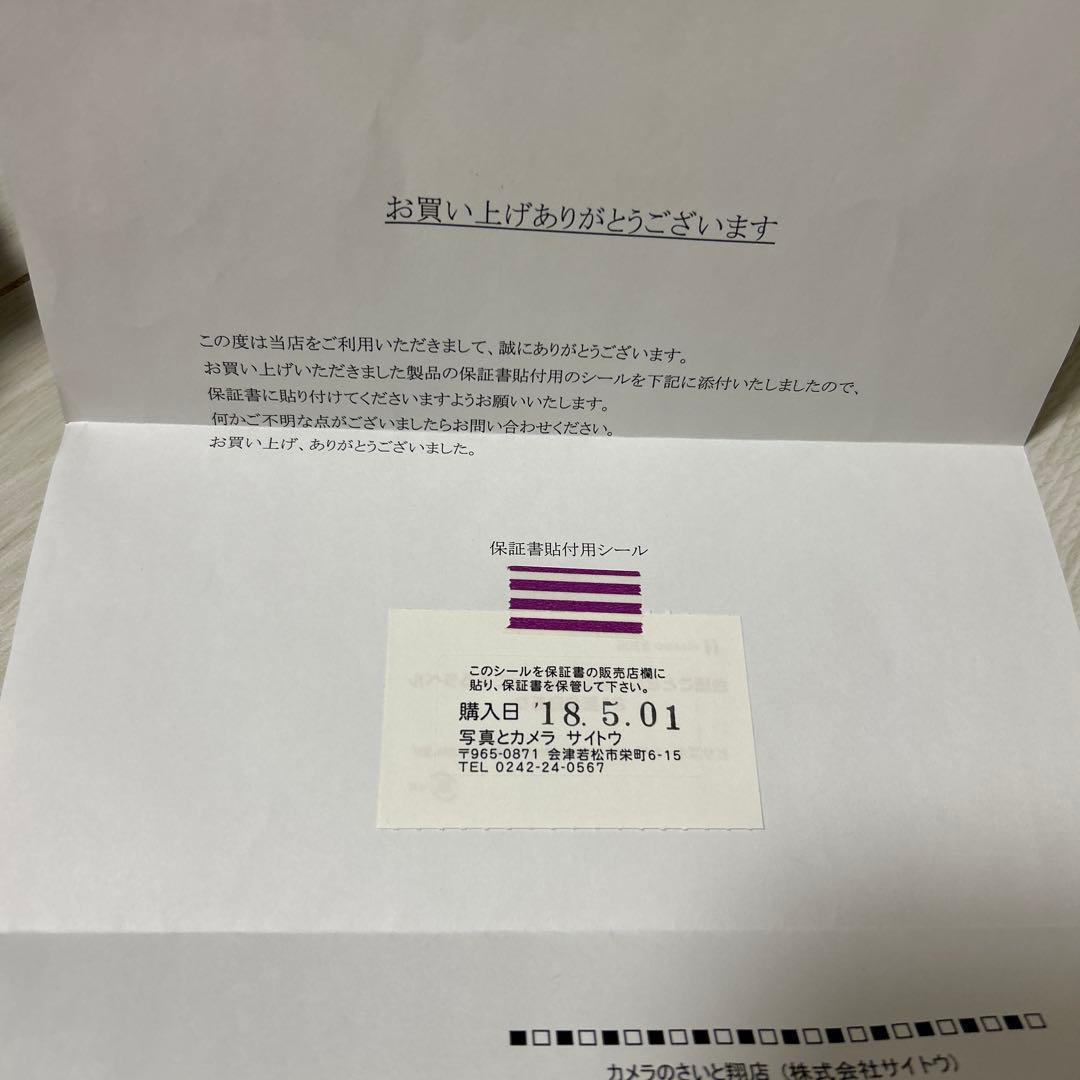 お買い上げありがとうございます
この度は当店をご利用いただきまして、誠にありがとうございます。
お買い上げいただきました製品の保証書貼付用のシールを下記に添付いたしましたので、
保証書に貼り付けてくださいますようお願いいたします。
何かご不明な点がございましたらお問い合わせください。
お買い上げ、ありがとうございました。
保証書貼付用シール
このシールを保証書の販売店欄に
貼り、保証書を保管して下さい。
購入日 '18.5.01
写真とカメラ サイトウ
〒965-0871 会津若松市栄町6-15
TEL 0242-24-0567
■□■□■□■□■□■□■□■□■□■□■□■□
カメラのさいと翔店（株式会社サイトウ）